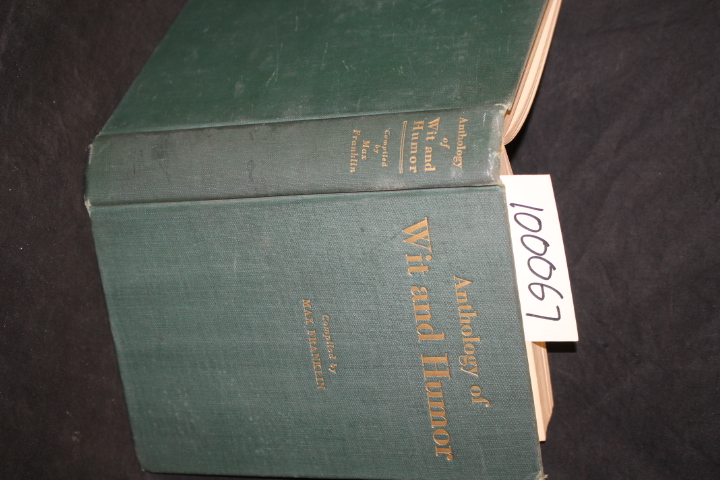 Anthology
of
Wit and
Humor
Compiled
by
Max
Franklin
Anthology of
Wit and Humor
Compiled by
MAX FRANKLIN
100067